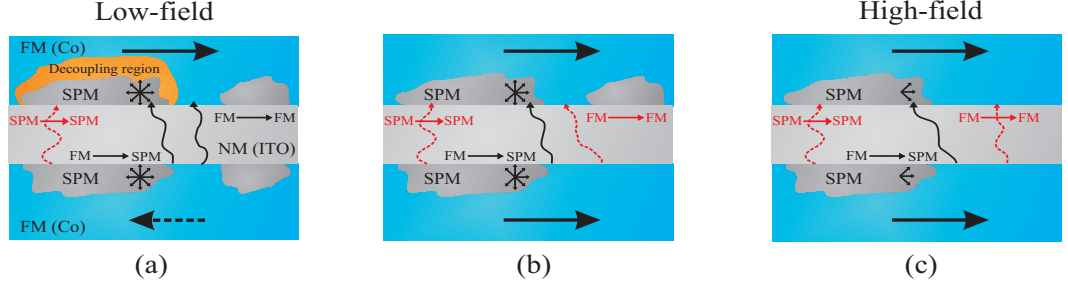 Low-field
High-field
FM (Co)
Decoupling region
SPM
SPM → SPM
FM → FM
FM → SPM
NM (ITO)
SPM
FM (Co)
(a)
SPM
SPM → SPM
FM → FM
FM → SPM
SPM
(b)
SPM
SPM → SPM
FM → FM
FM → SPM
SPM
(c)